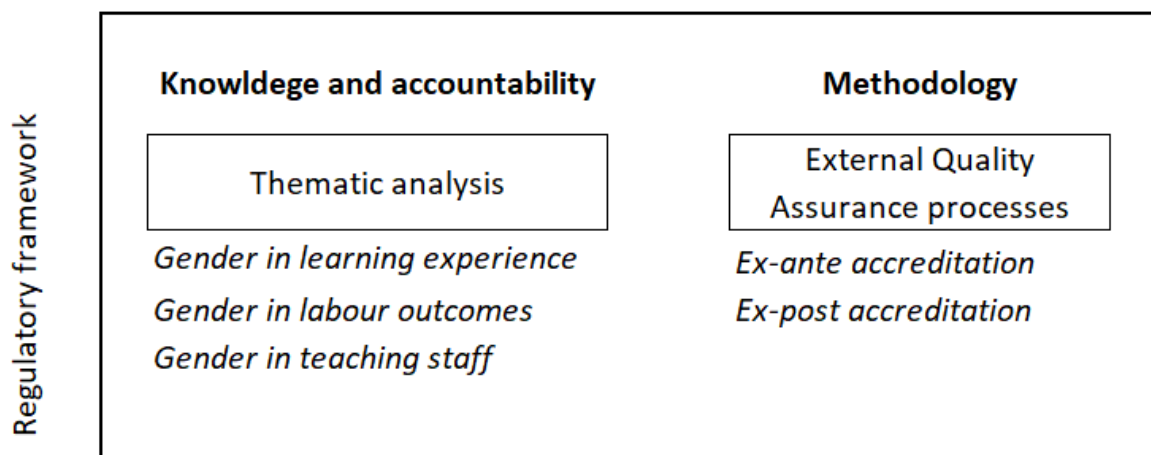 Regulatory framework
Knowldege and accountability
Thematic analysis
Gender in learning experience
Gender in labour outcomes
Gender in teaching staff
Methodology
External Quality
Assurance processes
Ex-ante accreditation
Ex-post accreditation